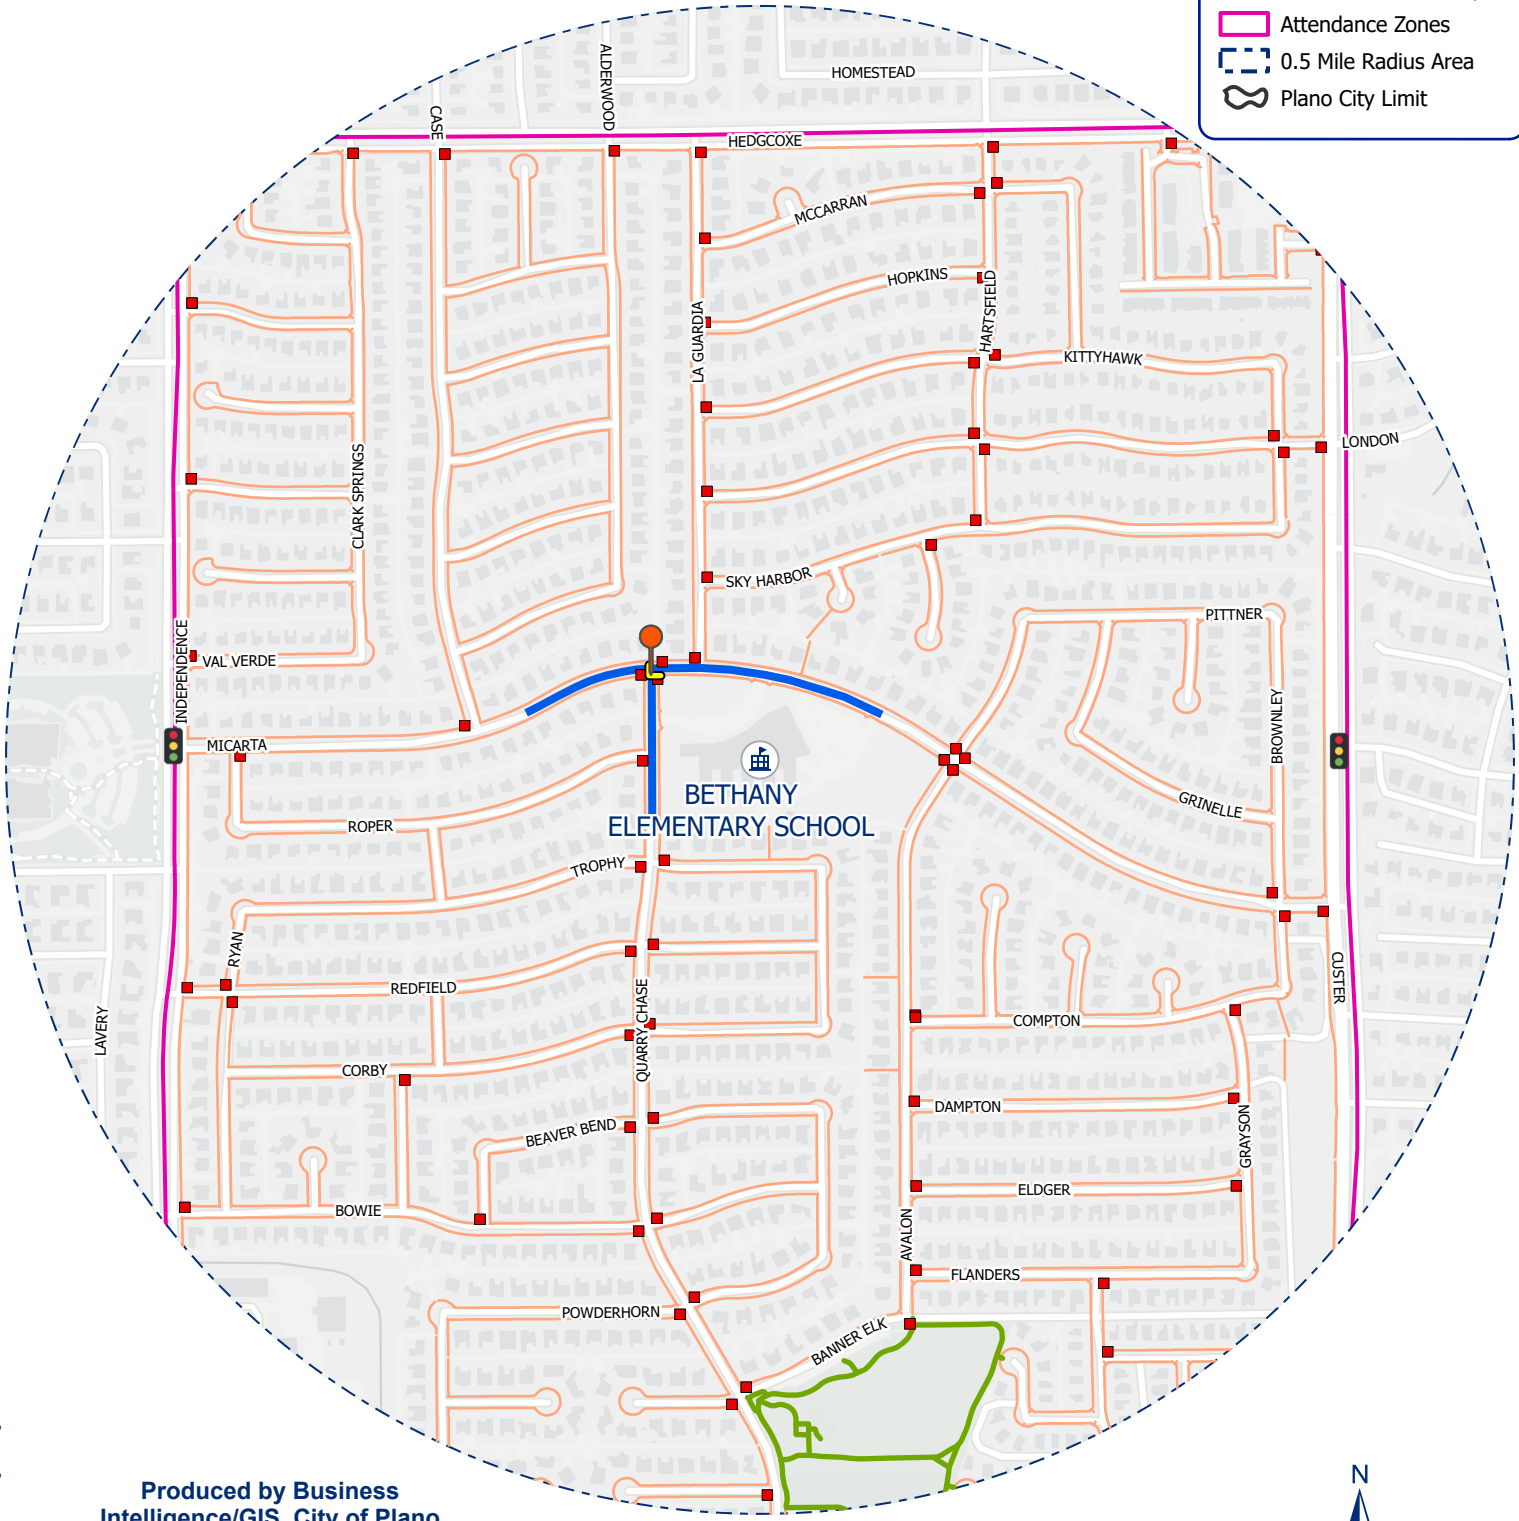 Attendance Zones
0.5 Mile Radius Area
Plano City Limit
HOMESTEAD
ALDERWOOD
CASE
HEDGCOXE
MCCARRAN
HOPKINS
HARTSFIELD
LA GUARDIA
KITTYHAWK
LONDON
CLARK SPRINGS
SKY HARBOR
PITTNER
INDEPENDENCE
VAL VERDE
BROWNLEY
MICARTA
BETHANY
ELEMENTARY SCHOOL
GRINELLE
ROPER
TROPHY
RYAN
REDFIELD
QUARRY CHASE
CUSTER
LAVERY
COMPTON
CORBY
DAMPTON
BEAVER BEND
GRAYSON
ELDGER
BOWIE
AVALON
FLANDERS
POWDERHORN
BANNER ELK
N
Produced by Business
Intelligence/GIS, City of Plano